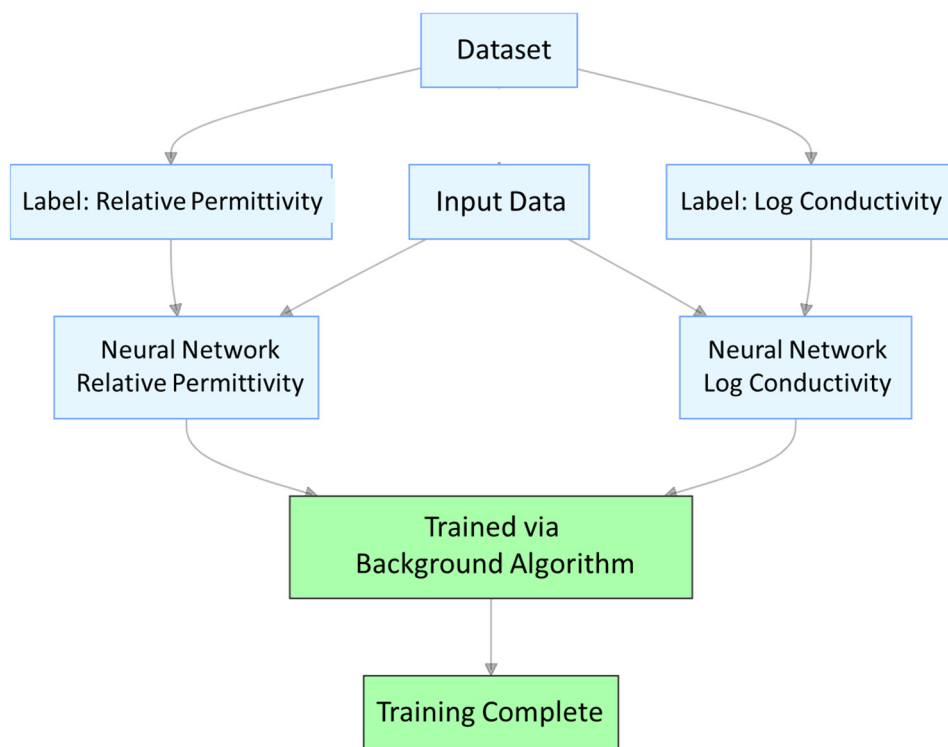 Dataset
Label: Relative Permittivity
Input Data
Label: Log Conductivity
Neural Network
Relative Permittivity
Neural Network
Log Conductivity
Trained via
Background Algorithm
Training Complete